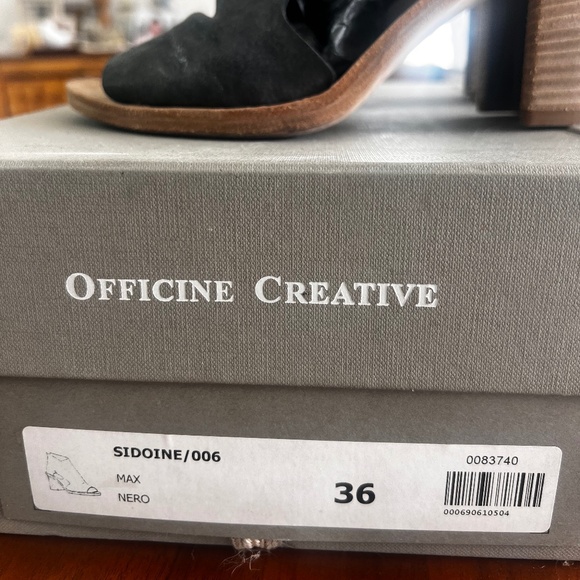 OFFICINE CREATIVE
SIDOINE/006
MAX
NERO
36
0083740
000690610504